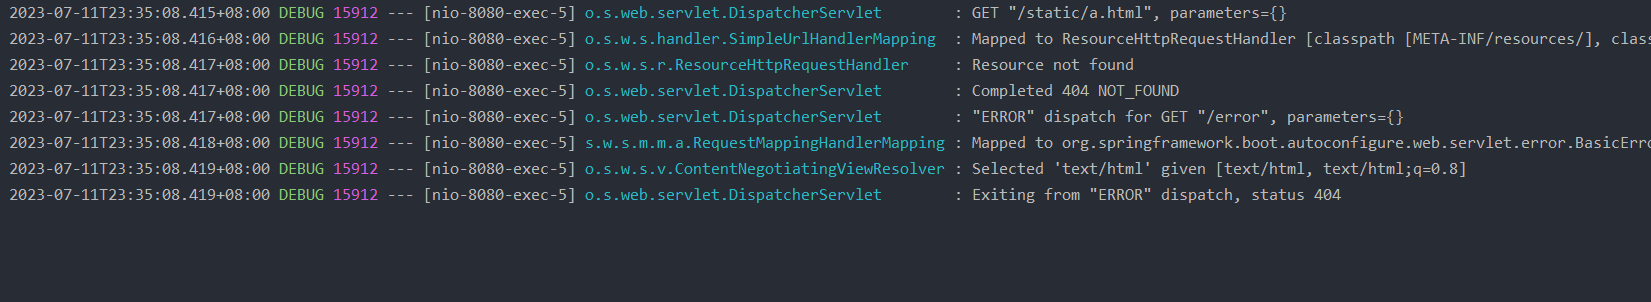 2023-07-11T23:35:08.415+08:00 DEBUG 15912 --- [nio-8080-exec-5] o.s.web.servlet.DispatcherServlet        : GET "/static/a.html", parameters={}
2023-07-11T23:35:08.416+08:00 DEBUG 15912 --- [nio-8080-exec-5] o.s.w.s.handler.SimpleUrlHandlerMapping  : Mapped to ResourceHttpRequestHandler [classpath [META-INF/resources/], clas
2023-07-11T23:35:08.417+08:00 DEBUG 15912 --- [nio-8080-exec-5] o.s.w.s.r.ResourceHttpRequestHandler     : Resource not found
2023-07-11T23:35:08.417+08:00 DEBUG 15912 --- [nio-8080-exec-5] o.s.web.servlet.DispatcherServlet        : Completed 404 NOT_FOUND
2023-07-11T23:35:08.417+08:00 DEBUG 15912 --- [nio-8080-exec-5] o.s.web.servlet.DispatcherServlet        : "ERROR" dispatch for GET "/error", parameters={}
2023-07-11T23:35:08.418+08:00 DEBUG 15912 --- [nio-8080-exec-5] s.w.s.m.m.a.RequestMappingHandlerMapping : Mapped to org.springframework.boot.autoconfigure.web.servlet.error.BasicErro
2023-07-11T23:35:08.419+08:00 DEBUG 15912 --- [nio-8080-exec-5] o.s.w.s.v.ContentNegotiatingViewResolver : Selected 'text/html' given [text/html, text/html;q=0.8]
2023-07-11T23:35:08.419+08:00 DEBUG 15912 --- [nio-8080-exec-5] o.s.web.servlet.DispatcherServlet        : Exiting from "ERROR" dispatch, status 404